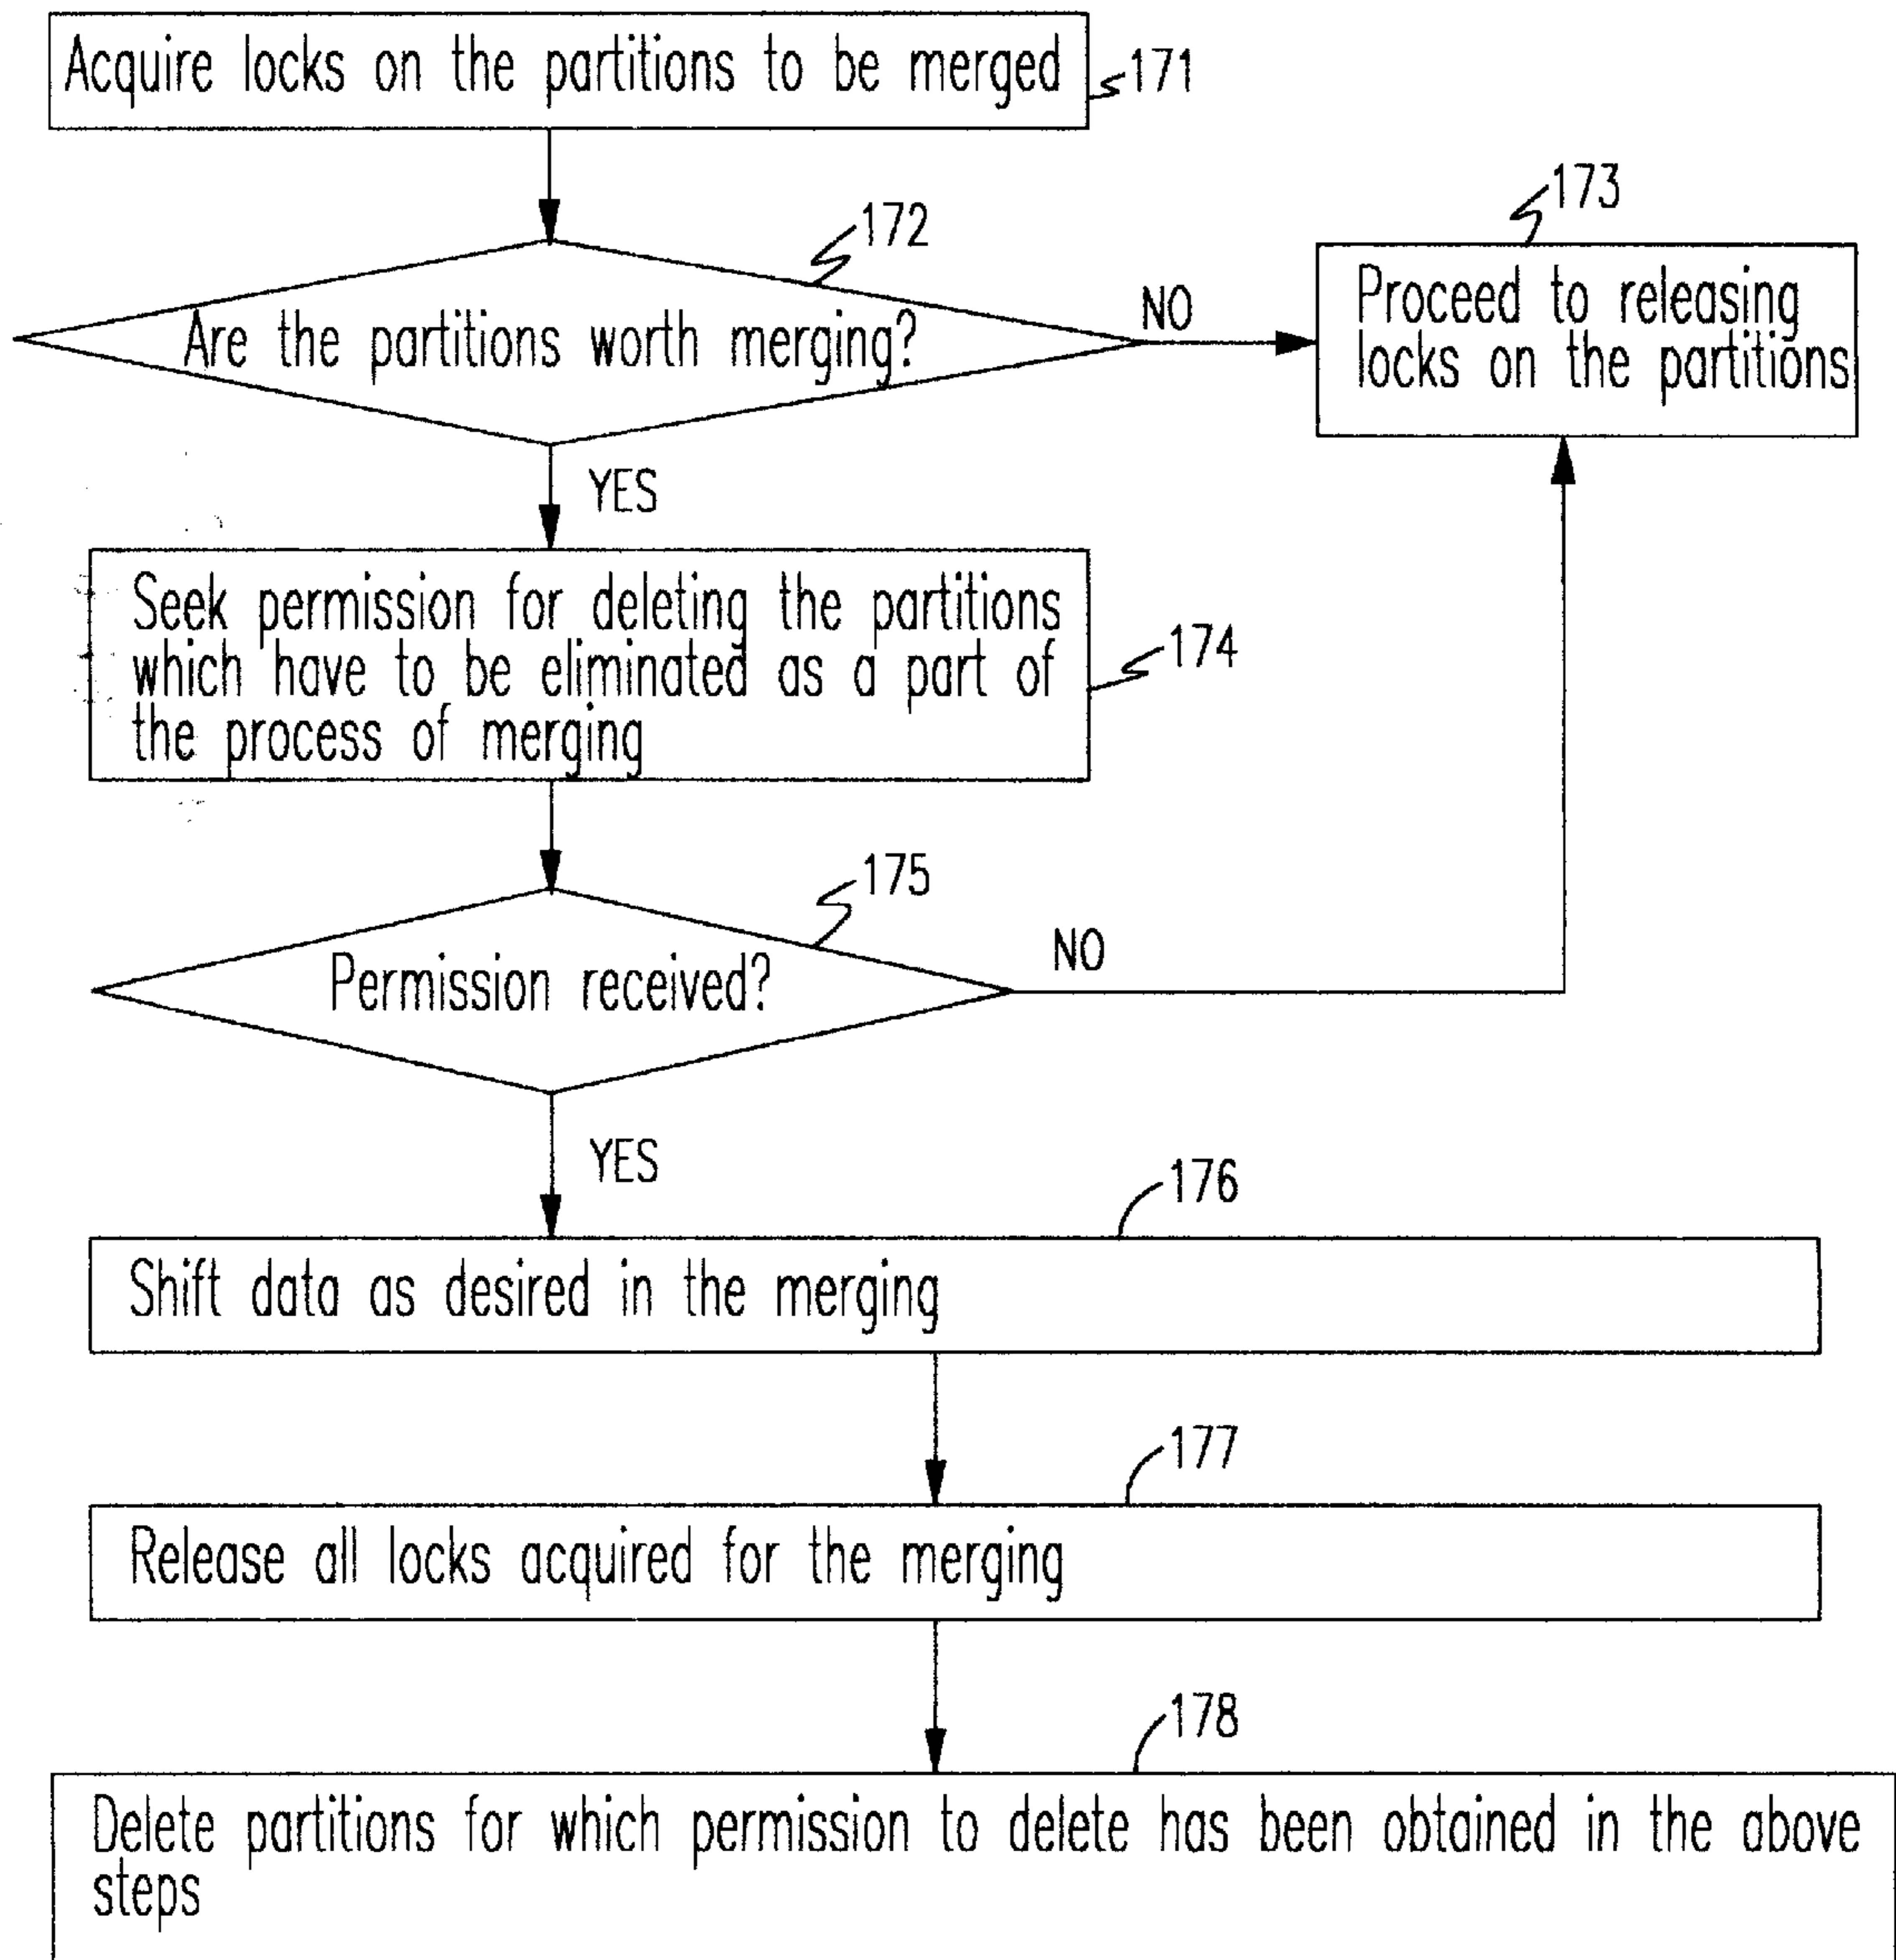 Acquire locks on the partitions to be merged
171
172
Are the partitions worth merging?
NO
173
Proceed to releasing
locks on the partitions
YES
Seek permission for deleting the partitions
which have to be eliminated as a part of
the process of merging
174
175
Permission received?
NO
YES
176
Shift data as desired in the merging
177
Release all locks acquired for the merging
178
Delete partitions for which permission to delete has been obtained in the above
steps